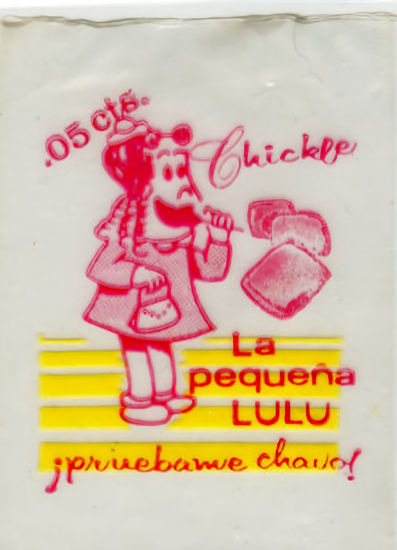 .05 cts.
Chickle
La
pequeña
LULU
¡pruebame chavo!